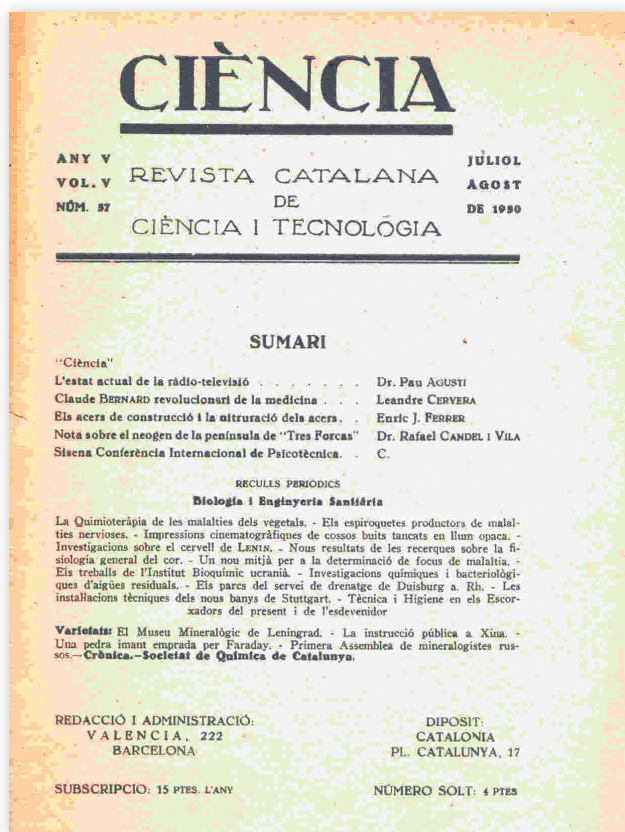 CIÈNCIA
ANY V
VOL. V
NÚM. 37
REVISTA CATALANA
DE
CIÈNCIA I TECNOLÒGIA
JULIOL
AGOST
DE 1930
SUMARI
"Ciència"
L'estat actual de la ràdio-televisió . . . . . . . Dr. Pau AGUSTI
Claude BERNARD revolucionari de la medicina . . . Leandre CERVERA
Els acers de construcció i la nitruració dels acers. . Enric J. FERRER
Nota sobre el neogen de la península de "Tres Forcas" Dr. Rafael CANDEL I VILA
Sisena Conferència Internacional de Psicotècnica. . C.
RECULLS PERIODICS
Biologia i Enginyeria Sanitària
La Quimioteràpia de les malalties dels vegetals. - Els espiroquetes productors de malal-
ties nervioses. - Impressions cinematogràfiques de cossos buits tancats en llum opaca. -
Investigacions sobre el cervell de LENIN. - Nous resultats de les recerques sobre la fi-
siologia general del cor. - Un nou mitjà per a la determinació de focus de malaltia. -
Els treballs de l'Institut Bioquímic ucranià. - Investigacions químiques i bacteriològi-
ques d'aigües residuals. - Els parcs del servei de drenatge de Duisburg a. Rh. - Les
installacions tècniques dels nous banys de Stuttgart. - Tècnica i Higiene en els Escor-
xadors del present i de l'esdevenidor
Varietats: El Museu Mineralògic de Leningrad. - La instrucció pública a Xina. -
Una pedra imant emprada per Faraday. - Primera Assemblea de mineralogistes rus-
sos.—Crònica.—Societat de Química de Catalunya.
REDACCIÓ I ADMINISTRACIÓ:
VALENCIA, 222
BARCELONA
DIPOSIT:
CATALONIA
PL. CATALUNYA, 17
SUBSCRIPCIO: 15 PTES. L'ANY
NÚMERO SOLT: 4 PTES